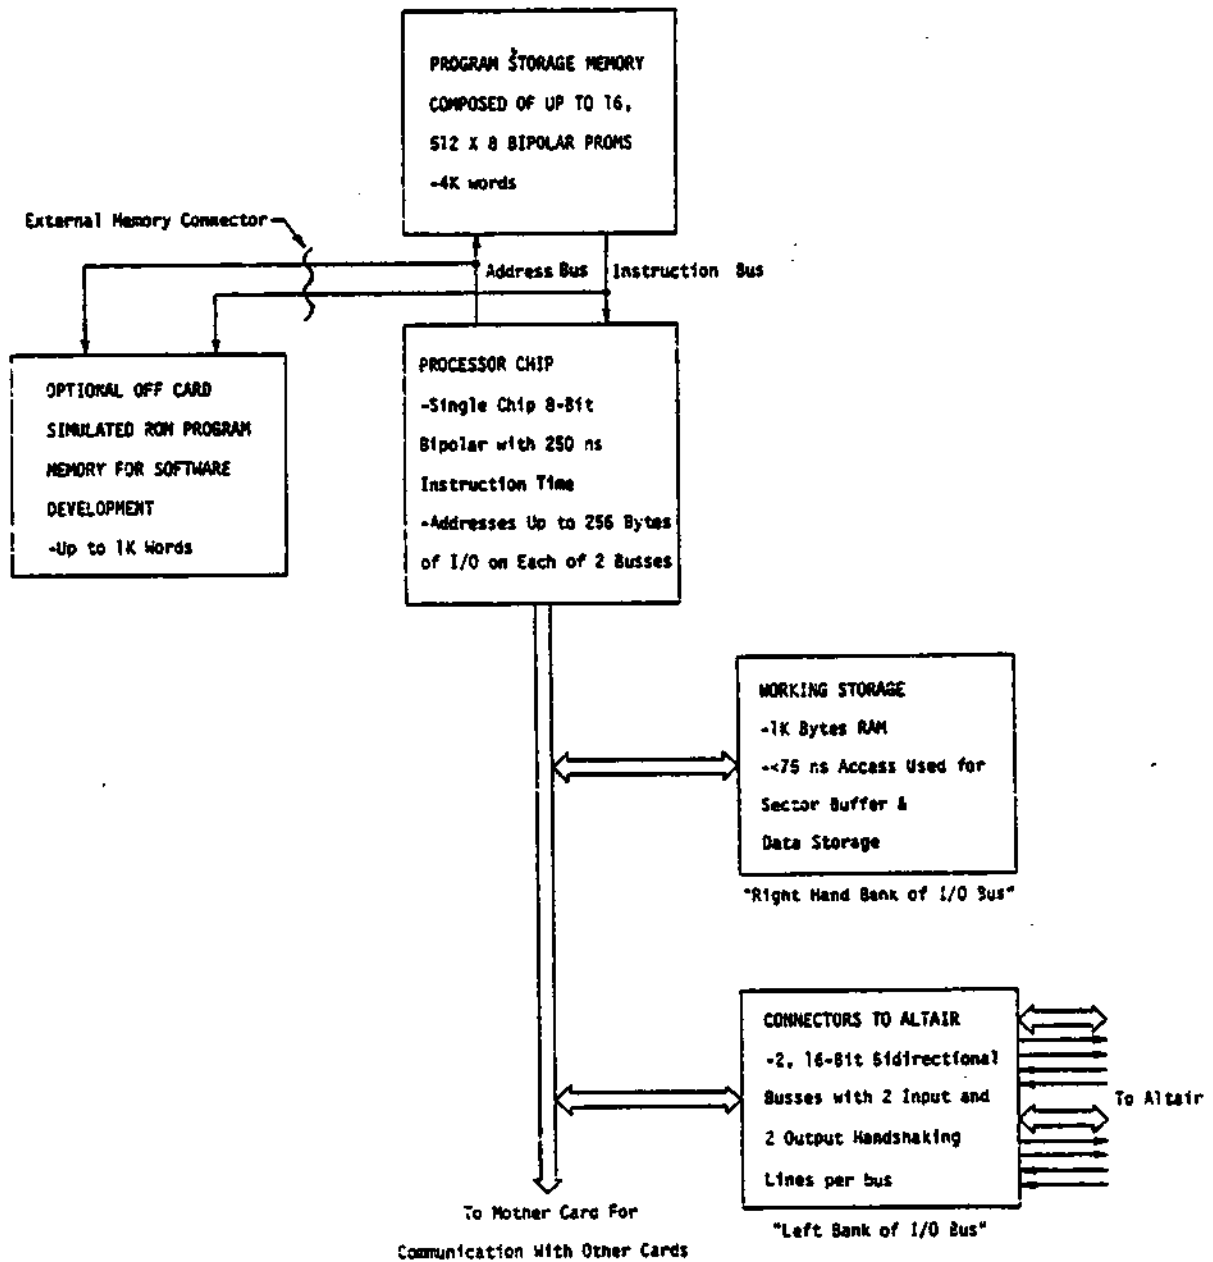 PROGRAM STORAGE MEMORY
COMPOSED OF UP TO 16,
512 X 8 BIPOLAR PROMS
-4K words
External Memory Connector
Address Bus
Instruction Bus
OPTIONAL OFF CARD
SIMULATED ROM PROGRAM
MEMORY FOR SOFTWARE
DEVELOPMENT
-Up to 1K Words
PROCESSOR CHIP
-Single Chip 8-Bit
Bipolar with 250 ns
Instruction Time
-Addresses Up to 256 Bytes
of I/O on Each of 2 Busses
WORKING STORAGE
-1K Bytes RAM
-<75 ns Access Used for
Sector Buffer &
Data Storage
"Right Hand Bank of I/O Bus"
CONNECTORS TO ALTAIR
-2, 16-Bit Bidirectional
Busses with 2 Input and
2 Output Handshaking
Lines per bus
To Altair
"Left Bank of I/O Bus"
To Mother Card For
Communication With Other Cards